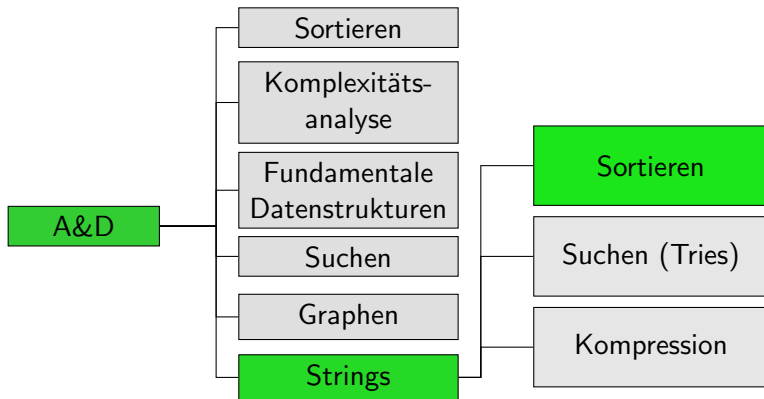 A&D
Sortieren
Komplexitäts-
analyse
Fundamentale
Datenstrukturen
Suchen
Graphen
Strings
Sortieren
Suchen (Tries)
Kompression